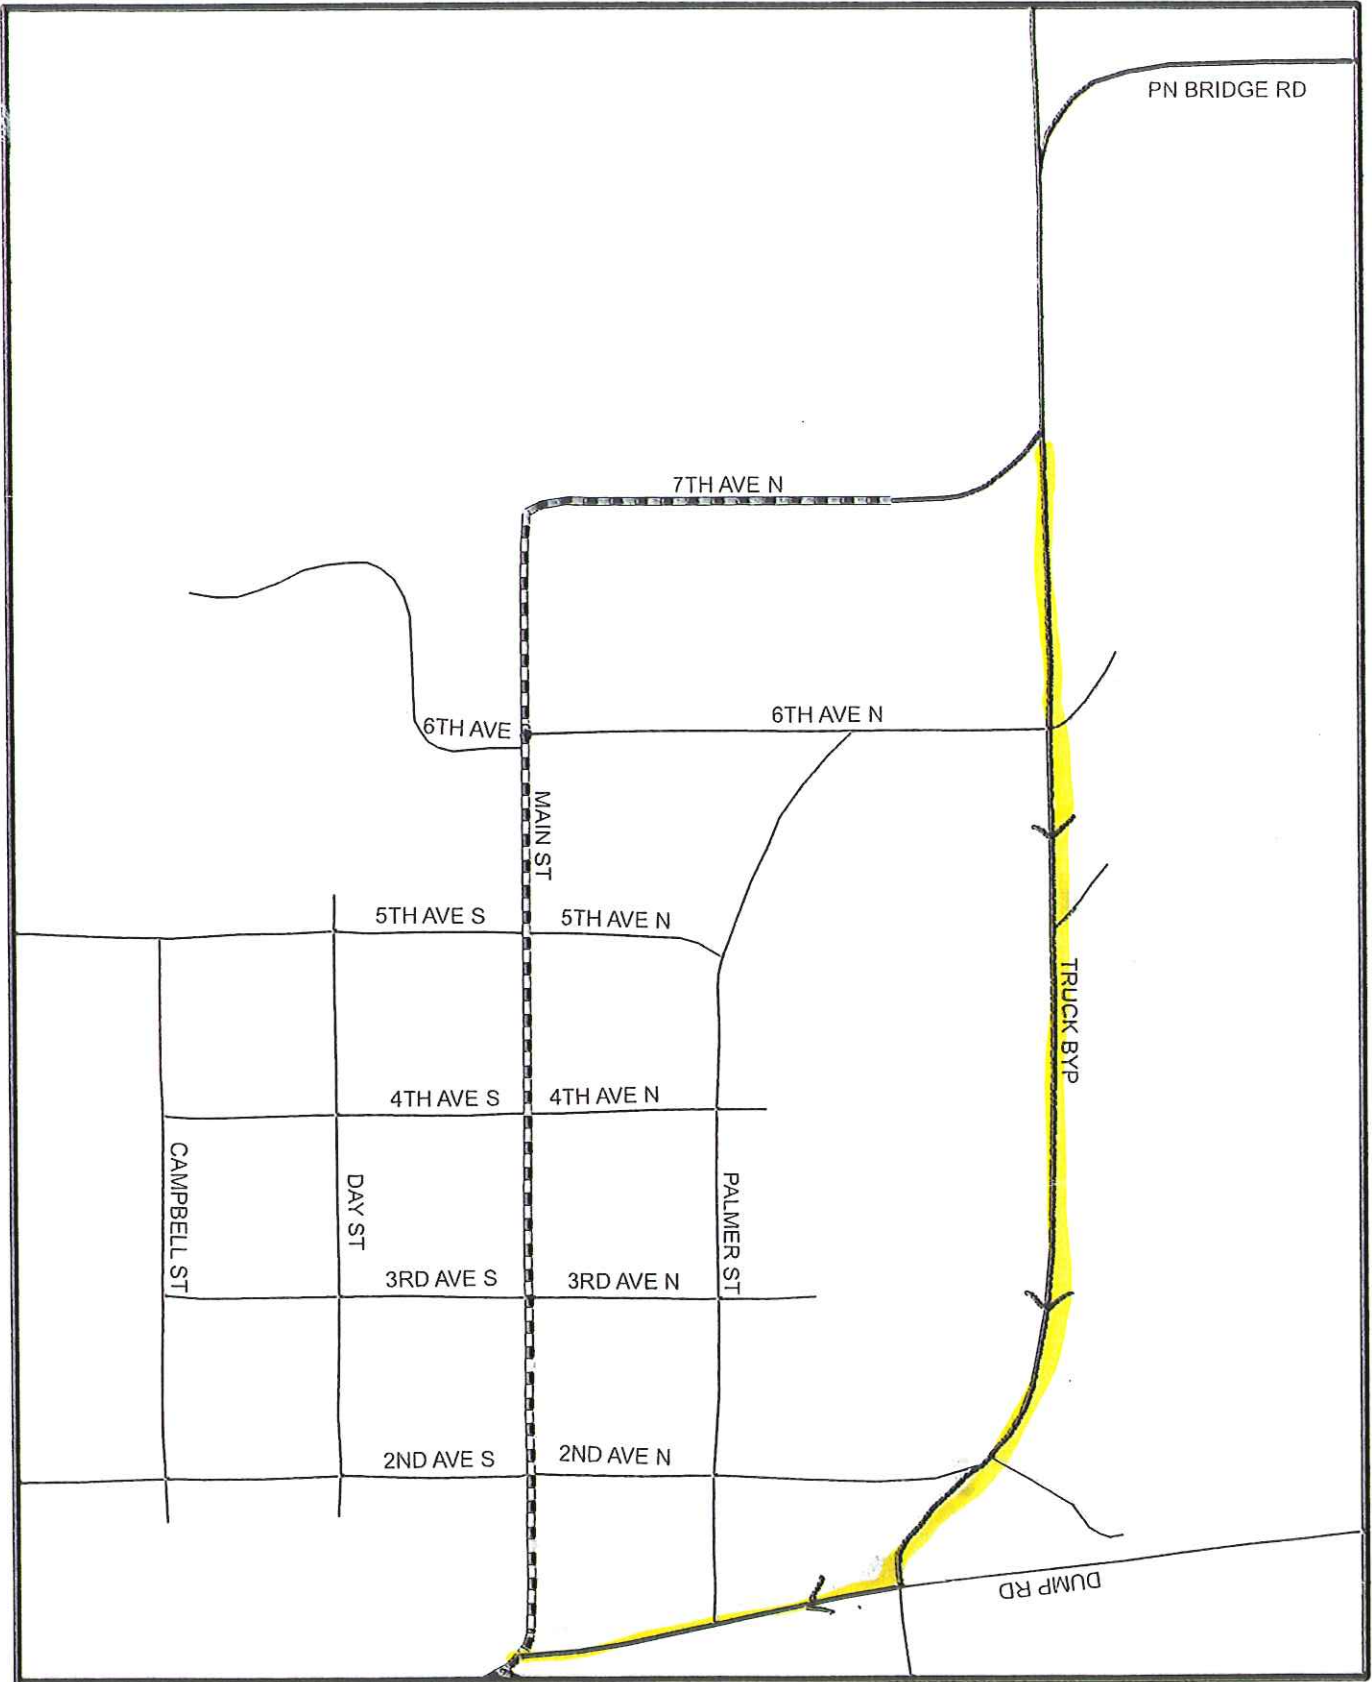 PN BRIDGE RD
7TH AVE N
6TH AVE
6TH AVE N
MAIN ST
5TH AVE S
5TH AVE N
TRUCK BYP
4TH AVE S
4TH AVE N
CAMPBELL ST
DAY ST
PALMER ST
3RD AVE S
3RD AVE N
2ND AVE S
2ND AVE N
DUMP RD